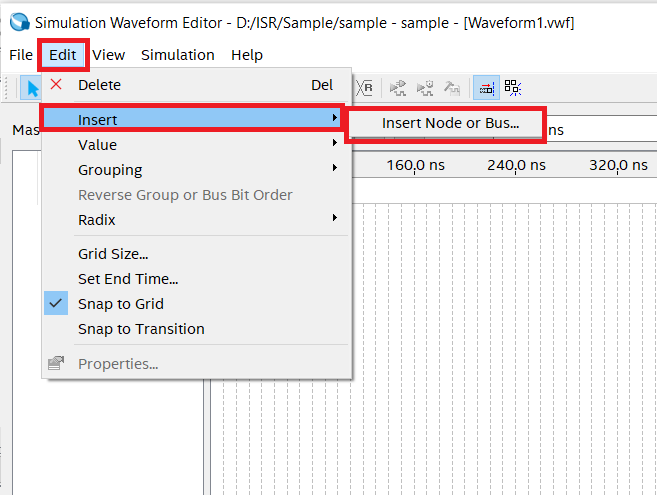 Simulation Waveform Editor - D:/ISR/Sample/sample - sample - [Waveform1.vwf]
File Edit View Simulation Help
Delete Del
Insert
Insert Node or Bus...
ns
Mas
Value
160.0 ns 240.0 ns 320.0 ns
Grouping
Reverse Group or Bus Bit Order
Radix
Grid Size...
Set End Time...
Snap to Grid
Snap to Transition
Properties...